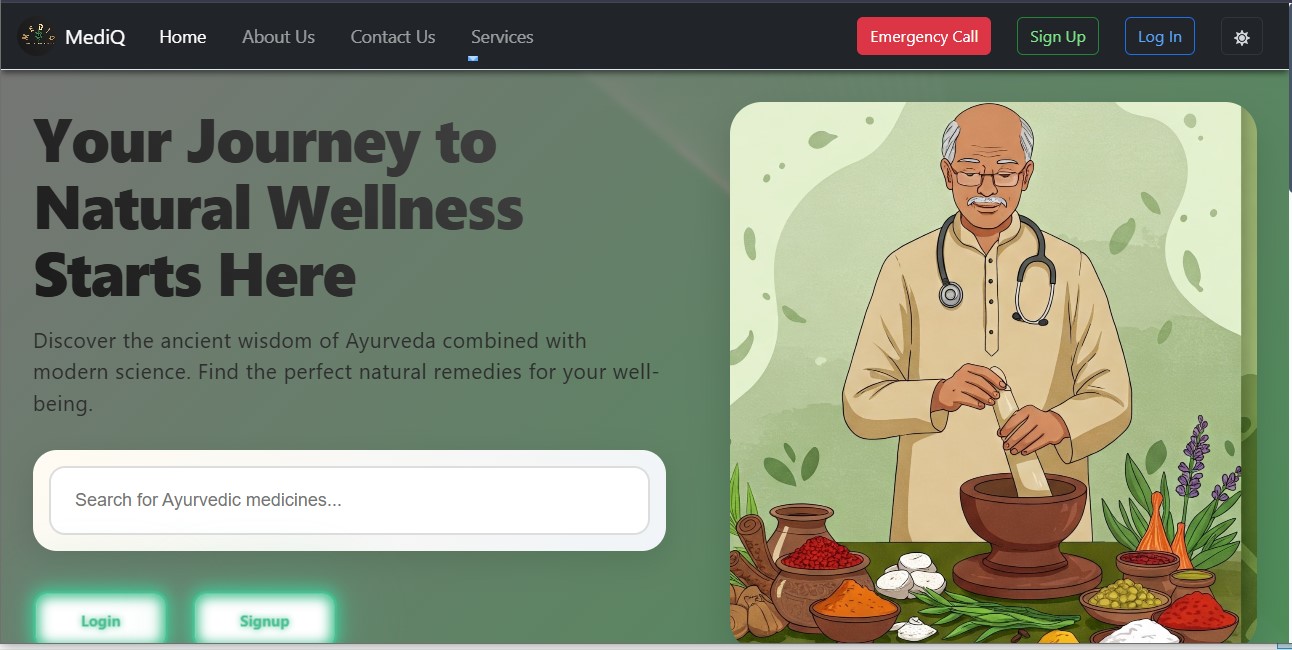 MediQ
Home
About Us
Contact Us
Services
Emergency Call
Sign Up
Log In
Your Journey to
Natural Wellness
Starts Here
Discover the ancient wisdom of Ayurveda combined with
modern science. Find the perfect natural remedies for your well-
being.
Search for Ayurvedic medicines...
Login
Signup